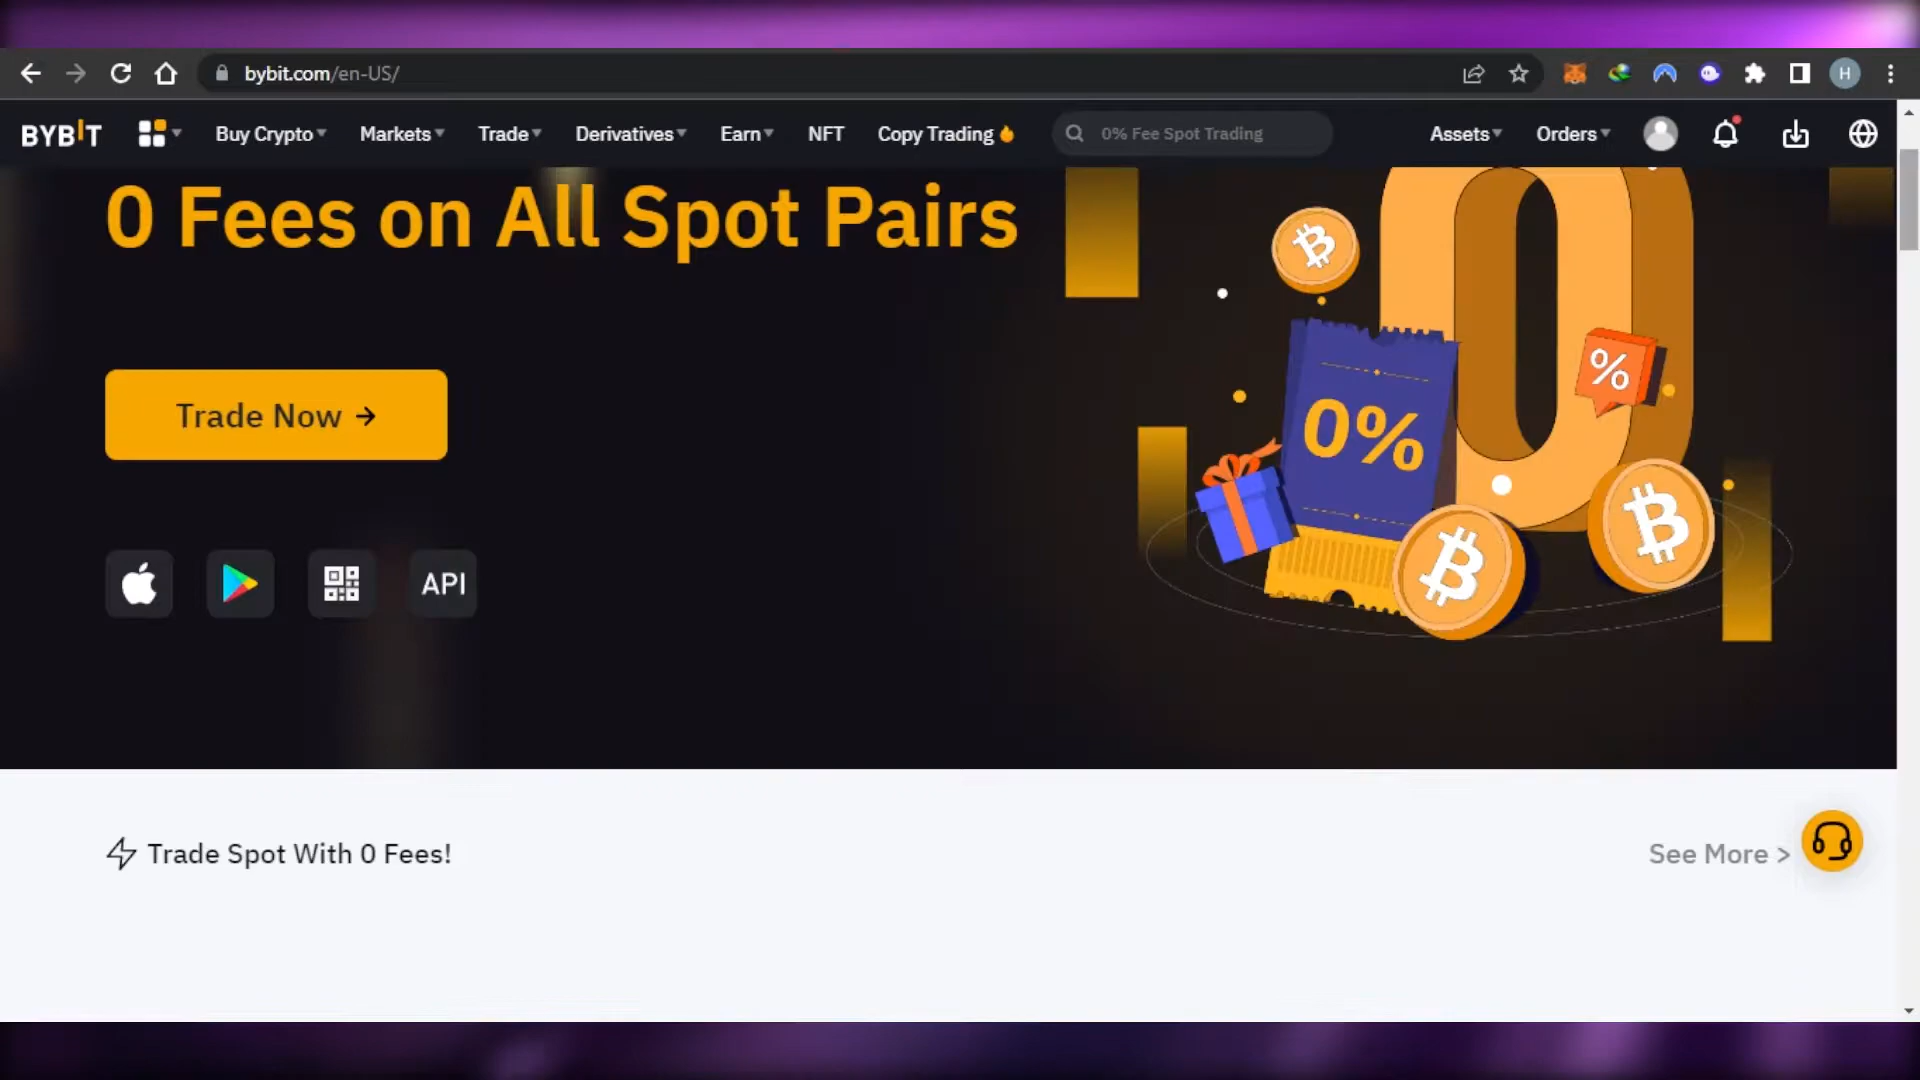 bybit.com/en-US/
H
BYBIT
Buy Crypto
Markets
Trade
Derivatives
Earn
NFT
Copy Trading
0% Fee Spot Trading
Assets
Orders
0 Fees on All Spot Pairs
Trade Now →
API
0
%
0%
Trade Spot With 0 Fees!
See More >